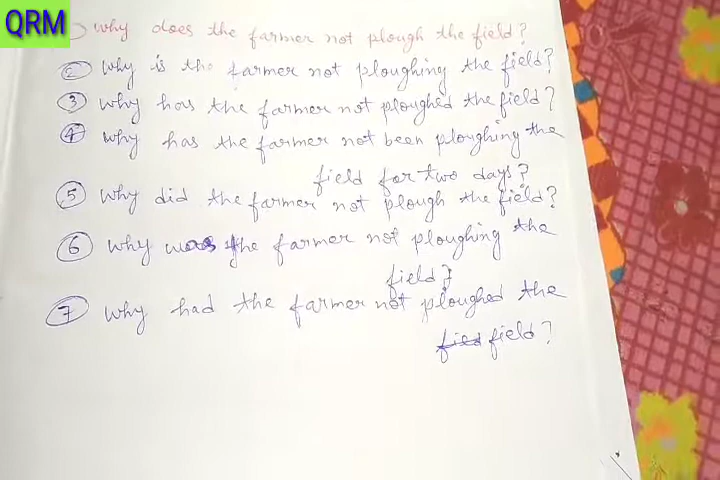 QRM
why does the farmer not plough the field?
② why is the farmer not ploughing the field?
③ why has the farmer not ploughed the field?
④ why has the farmer not been ploughing the
field for two days?
⑤ why did the farmer not plough the field?
⑥ why was the farmer not ploughing the
field?
⑦ why had the farmer not ploughed the
field?